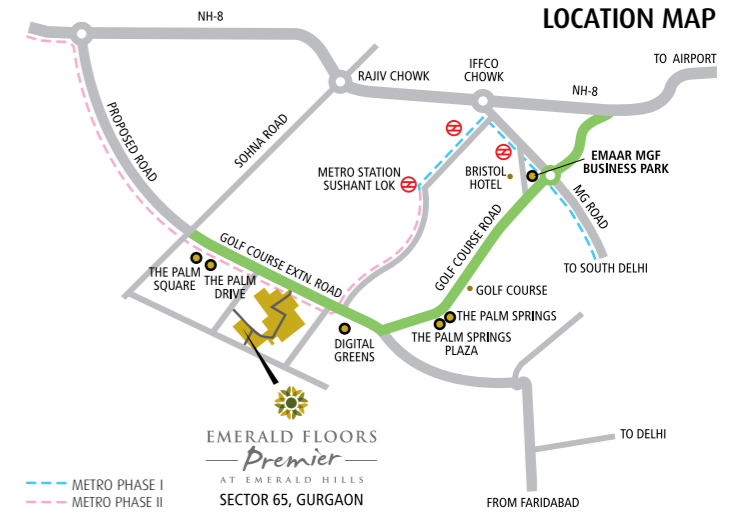 LOCATION MAP
NH-8
IFFCO
CHOWK
TO AIRPORT
RAJIV CHOWK
NH-8
PROPOSED ROAD
SOHNA ROAD
METRO STATION
SUSHANT LOK
BRISTOL
HOTEL
EMAAR MGF
BUSINESS PARK
MG ROAD
GOLF COURSE ROAD
TO SOUTH DELHI
GOLF COURSE EXTN. ROAD
THE PALM
SQUARE
THE PALM
DRIVE
GOLF COURSE
THE PALM SPRINGS
THE PALM SPRINGS
PLAZA
DIGITAL
GREENS
EMERALD FLOORS
Premier
AT EMERALD HILLS
SECTOR 65, GURGAON
TO DELHI
FROM FARIDABAD
METRO PHASE I
METRO PHASE II